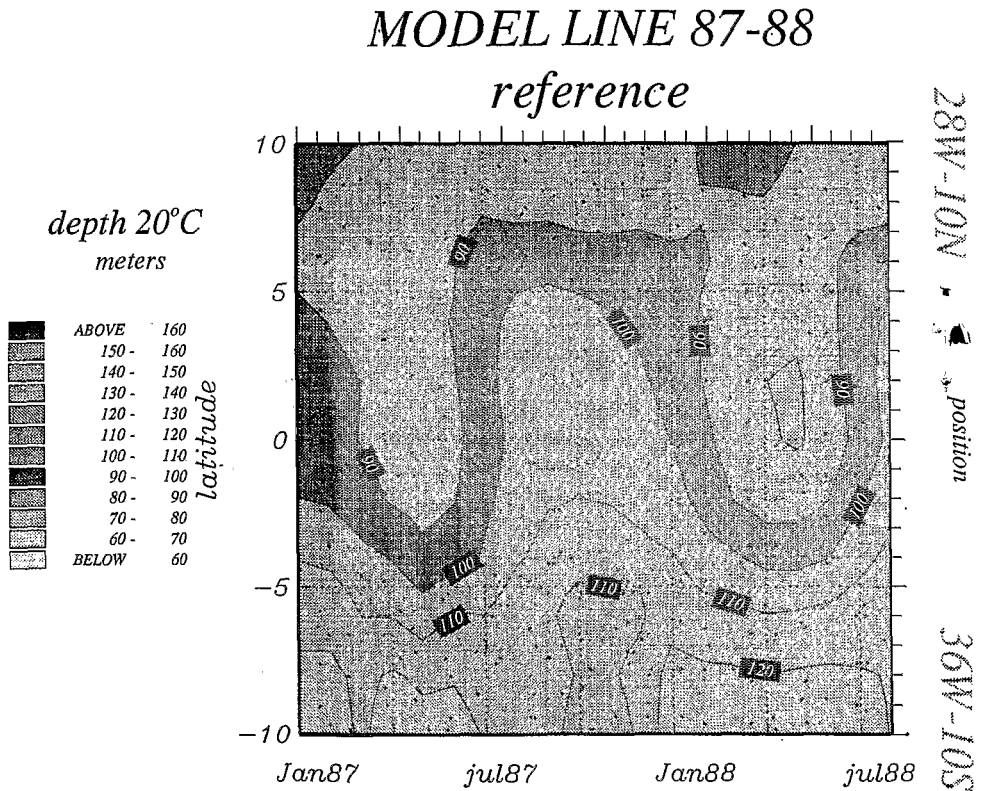 MODEL LINE 87-88
reference
depth 20°C
meters
ABOVE 160
150 - 160
140 - 150
130 - 140
120 - 130
110 - 120
100 - 110
90 - 100
80 - 90
70 - 80
60 - 70
BELOW 60
latitude
10
5
0
-5
-10
90
100
90
90
90
100
100
110
110
110
120
Jan87
jul87
Jan88
jul88
28W-10N
position
36W-10S